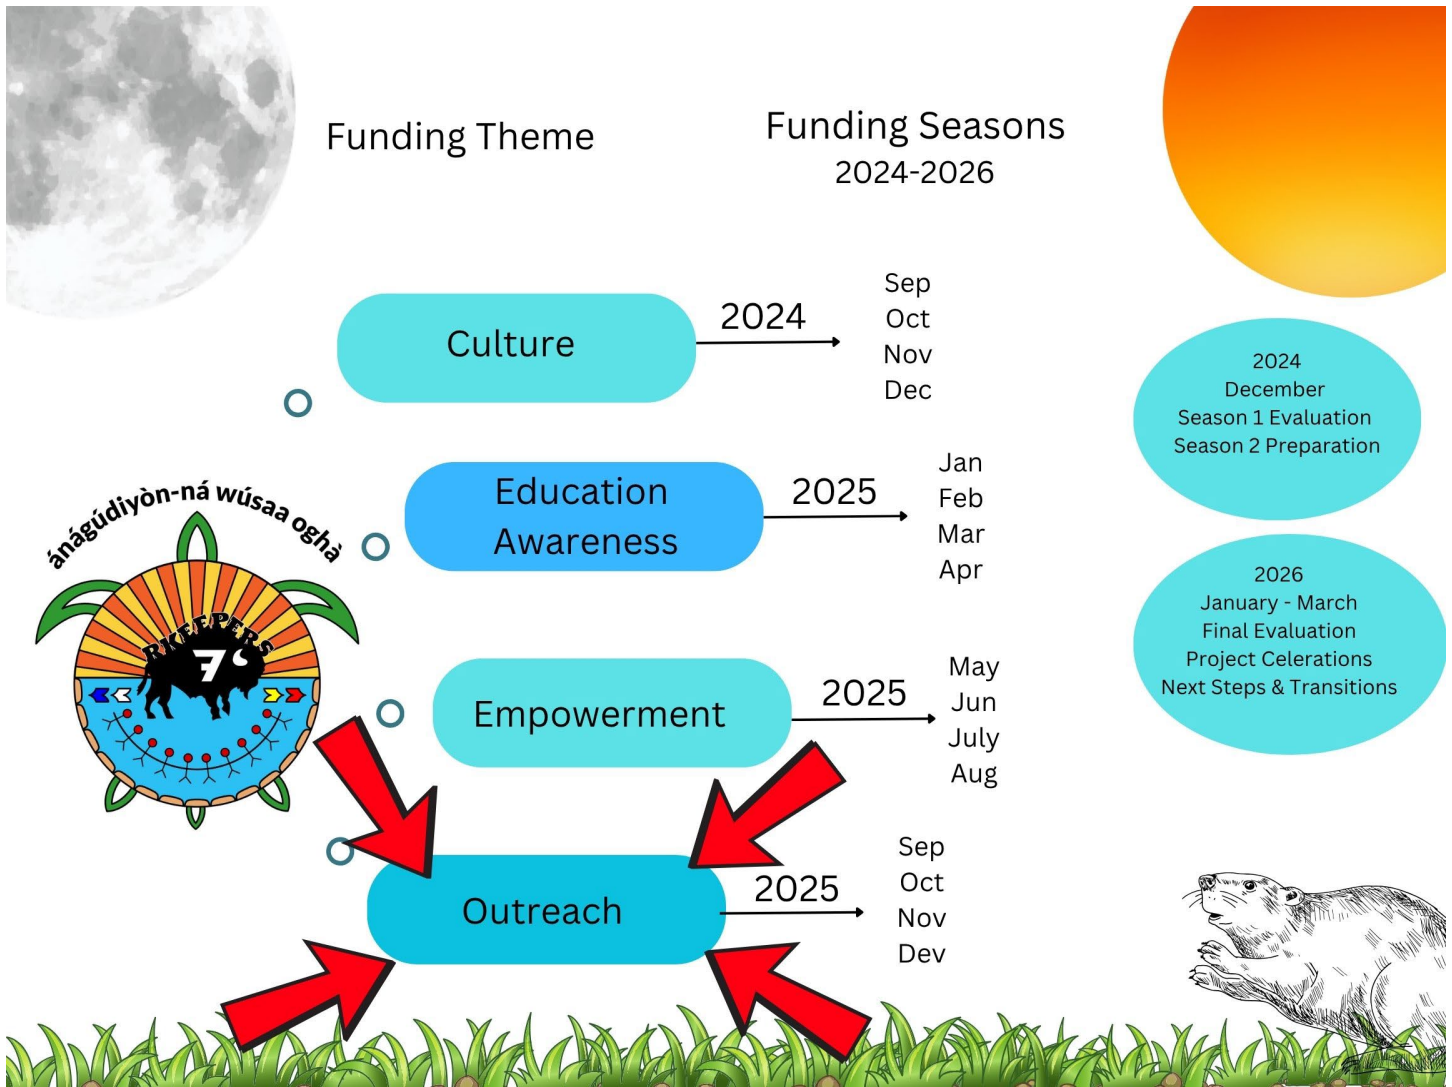 Funding Theme
Funding Seasons
2024-2026
Culture
2024
Sep
Oct
Nov
Dec
Education
Awareness
2025
Jan
Feb
Mar
Apr
Empowerment
2025
May
Jun
July
Aug
Outreach
2025
Sep
Oct
Nov
Dev
2024
December
Season 1 Evaluation
Season 2 Preparation
2026
January - March
Final Evaluation
Project Celerations
Next Steps & Transitions
ánágúdiyòn-ná wúsaa oghà
RKEEPERS
7'